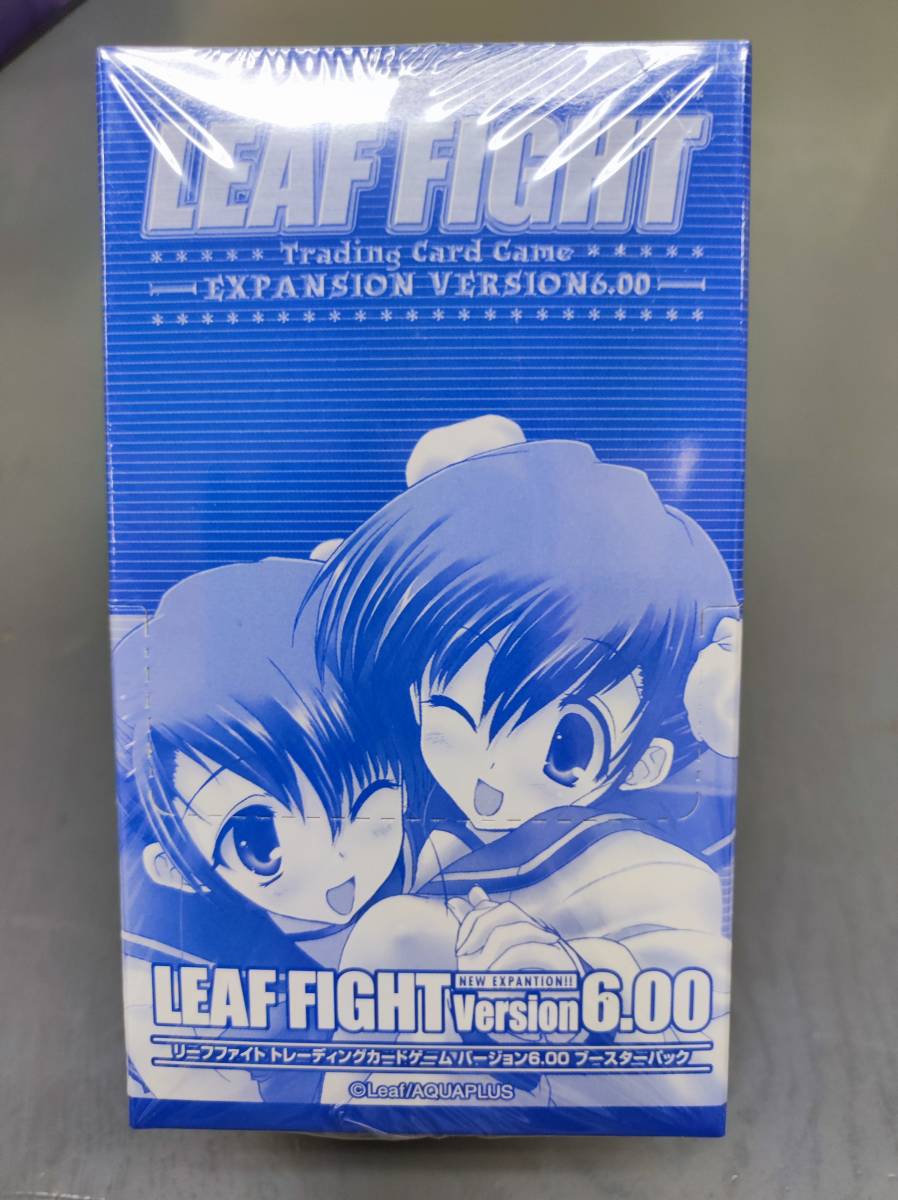 LEAF FIGHT
***** Trading Card Game *****
EXPANSION VERSION6.00
LEAF FIGHT NEW EXPANTION!! Version6.00
リーフファイト トレーディングカードゲーム バージョン6.00 ブースターパック
©Leaf/AQUAPLUS